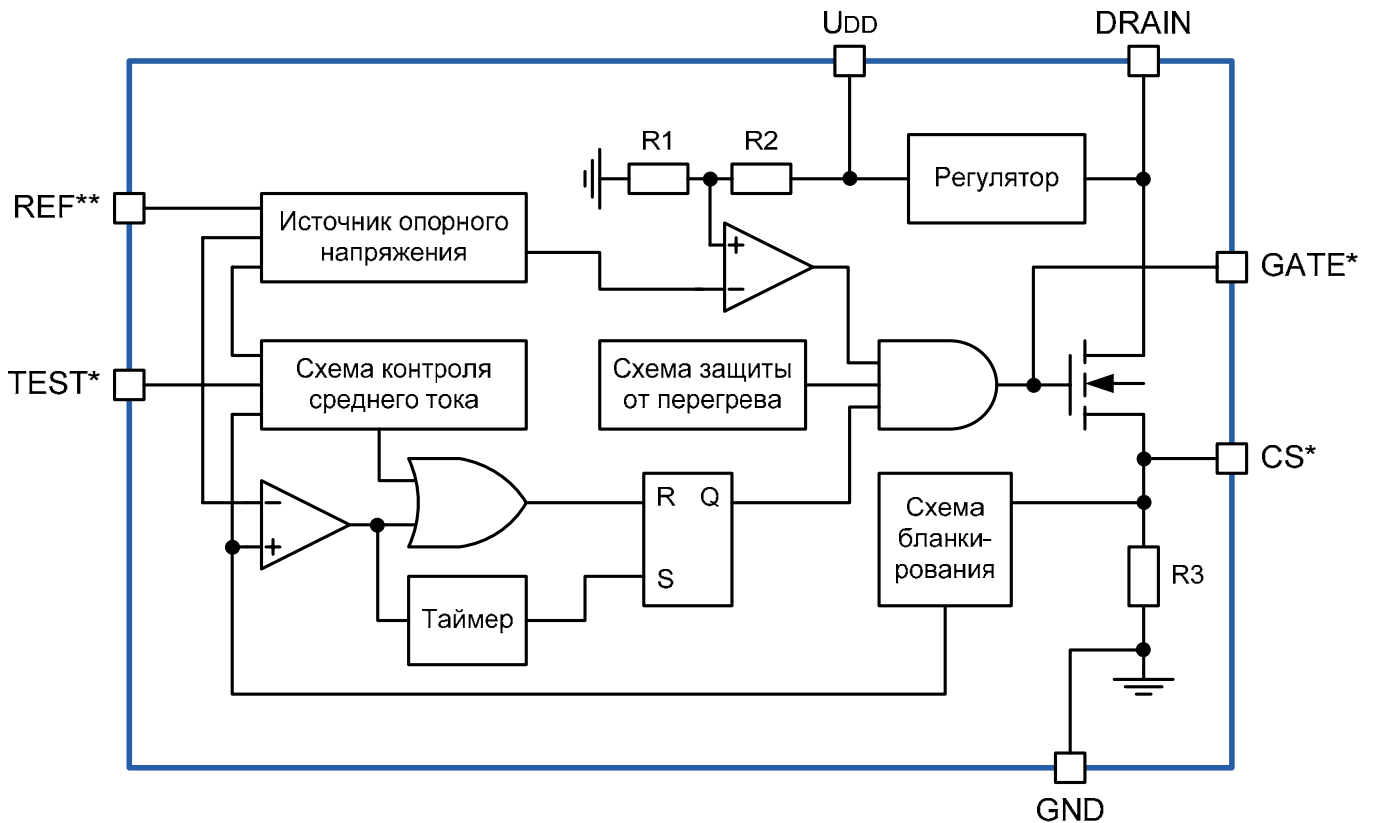 UDD
DRAIN
R1
R2
Регулятор
REF**
Источник опорного
напряжения
+
−
GATE*
TEST*
Схема контроля
среднего тока
Схема защиты
от перегрева
CS*
R
Q
S
−
+
Схема
бланки-
рования
R3
Таймер
GND